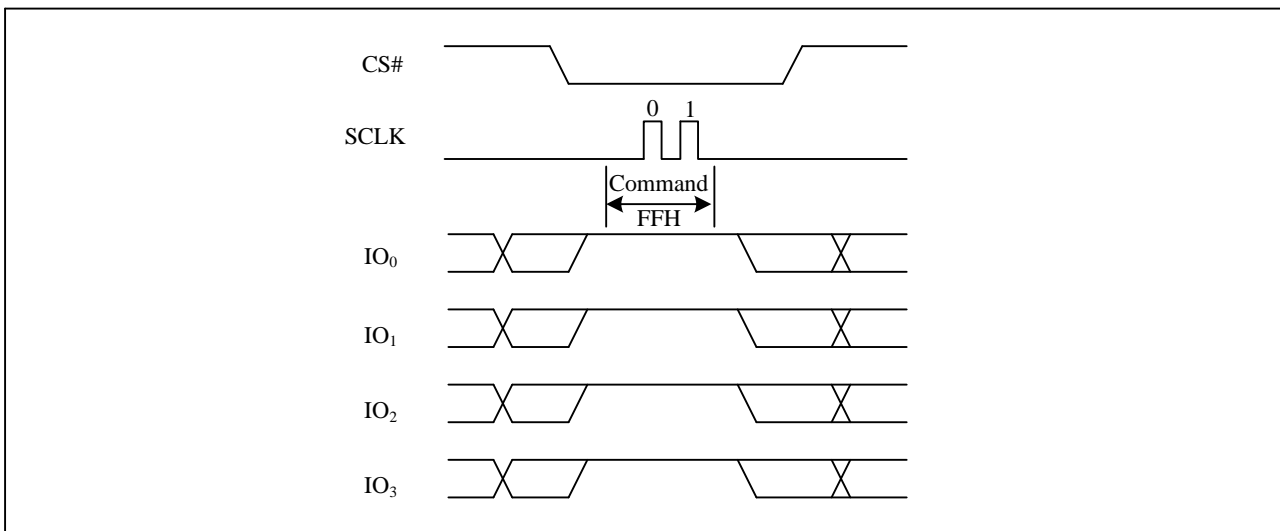 CS#
0 1
SCLK
Command
FFH
IO₀
IO₁
IO₂
IO₃